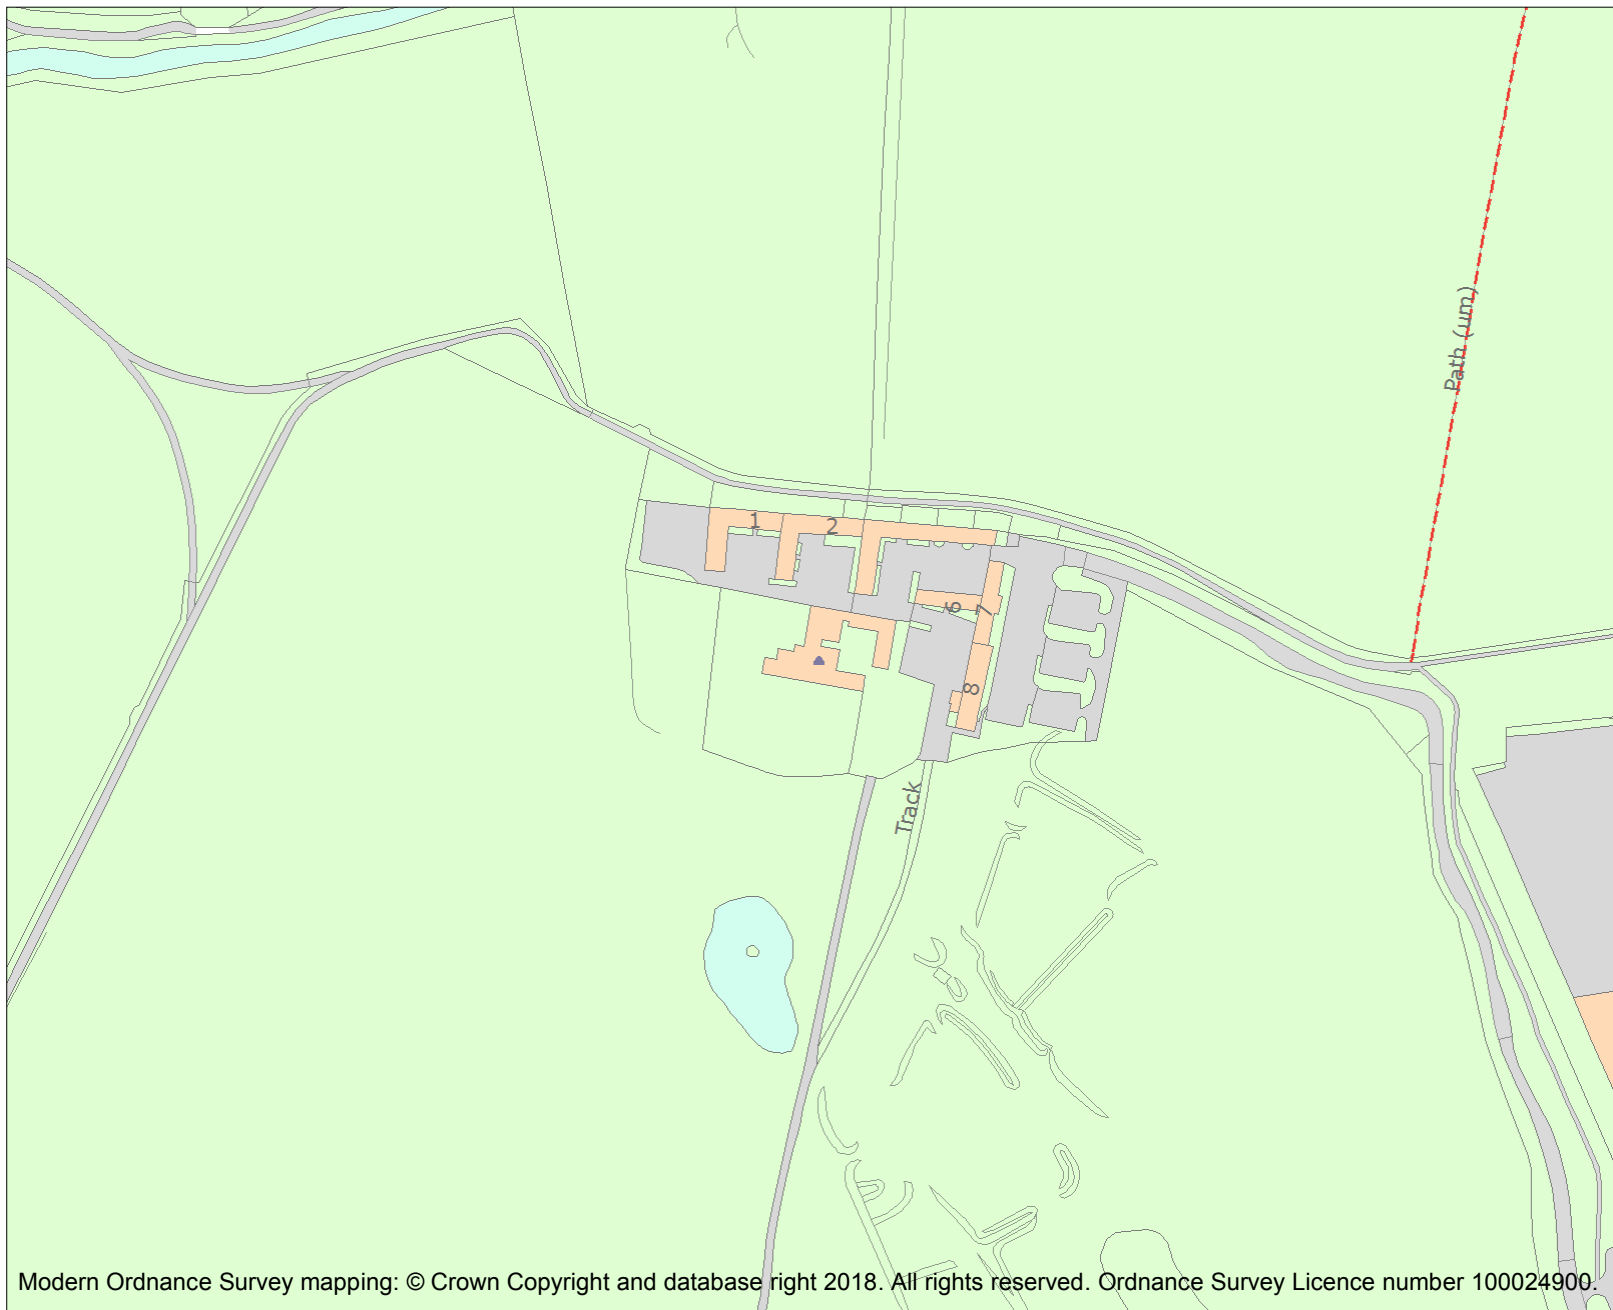 Path (um)
1
2
6
7
8
Track
Modern Ordnance Survey mapping: © Crown Copyright and database right 2018. All rights reserved. Ordnance Survey Licence number 100024900.